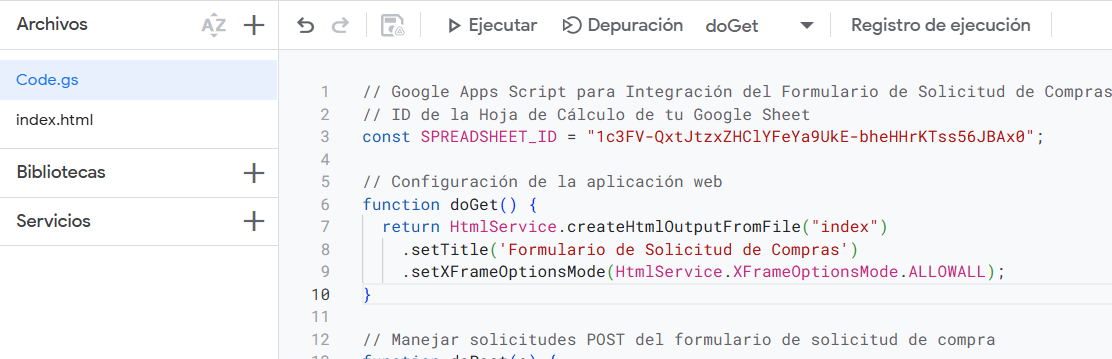 Archivos
AZ
Ejecutar
Depuración
doGet
Registro de ejecución
Code.gs
index.html
Bibliotecas
Servicios
1 // Google Apps Script para Integración del Formulario de Solicitud de Compras
2 // ID de la Hoja de Cálculo de tu Google Sheet
3 const SPREADSHEET_ID = "1c3FV-QxtJtzxZHClYFeYa9UkE-bheHHrKTss56JBAx0";
4
5 // Configuración de la aplicación web
6 function doGet() {
7 return HtmlService.createHtmlOutputFromFile("index")
8 .setTitle('Formulario de Solicitud de Compras')
9 .setXFrameOptionsMode(HtmlService.XFrameOptionsMode.ALLOWALL);
10 }
11
12 // Manejar solicitudes POST del formulario de solicitud de compra